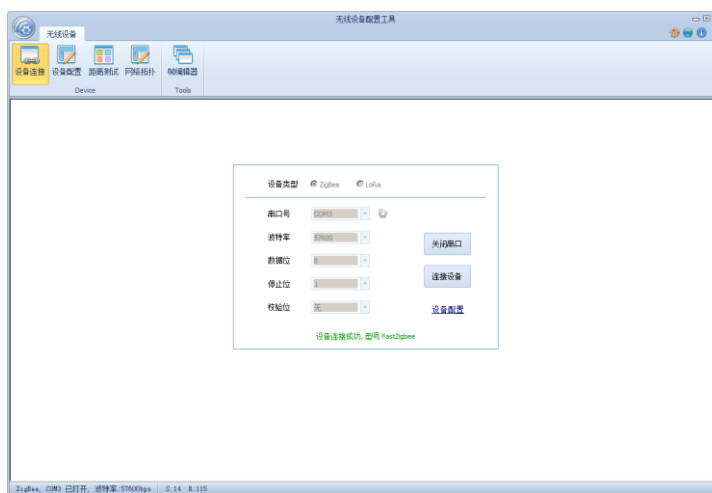 无线设备配置工具
无线设备
设备连接 设备配置 距离测试 网络拓扑 帧编辑器
Device Tools
设备类型 ZigBee LoRa
串口号 COM3
波特率 57600
关闭串口
数据位 8
连接设备
停止位 1
校验位 无
设备配置
设备连接成功, 型号 FastZigbee
ZigBee, COM3 已打开, 波特率:57600bps S:14 R:115